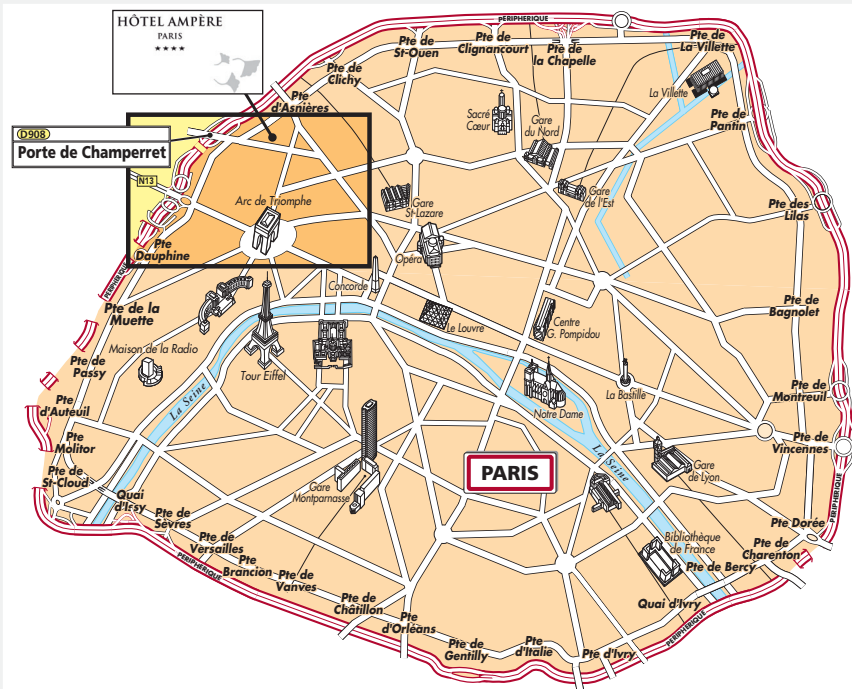 HÔTEL AMPÈRE
PARIS
★★★★
PERIPHERIQUE
Pte de
St-Ouen
Pte de
Clignancourt
Pte de
la Chapelle
Pte de
La Villette
Pte de
Clichy
Pte
d'Asnières
La Villette
Sacré
Cœur
Gare
du Nord
Pte de
Pantin
D908
Porte de Champerret
N13
Arc de Triomphe
Gare
St-Lazare
Gare
de l'Est
Pte des
Lilas
Pte
Dauphine
Opéra
PERIPHERIQUE
Concorde
Pte de la
Muette
Le Louvre
Centre
G. Pompidou
Pte de
Bagnolet
Maison de la Radio
Pte de
Passy
Tour Eiffel
La Bastille
Pte de
Montreuil
Pte
d'Auteuil
La Seine
Notre Dame
Pte
Molitor
Pte de
Vincennes
La Seine
PARIS
Pte de
St-Cloud
Gare
Montparnasse
Gare
de Lyon
Quai
d'Issy
PERIPHERIQUE
Pte de
Sèvres
Pte de
Versailles
Pte Dorée
Bibliothèque
de France
Pte de
Charenton
Pte
Brancion
Pte de
Vanves
Pte de Bercy
PERIPHERIQUE
Pte de
Châtillon
Quai d'Ivry
Pte
d'Orléans
Pte de
Gentilly
Pte
d'Italie
Pte d'Ivry
PERIPHERIQUE